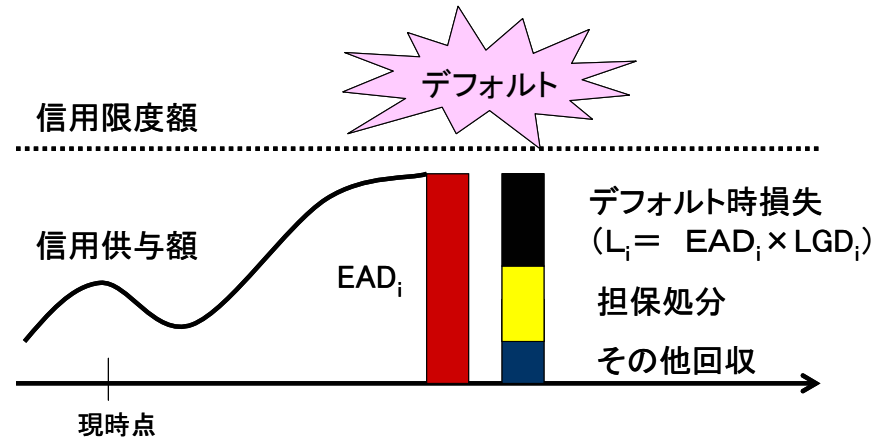 デフォルト
信用限度額
デフォルト時損失
（Li＝　EADi×LGDi）
信用供与額
EADi
担保処分
その他回収
現時点